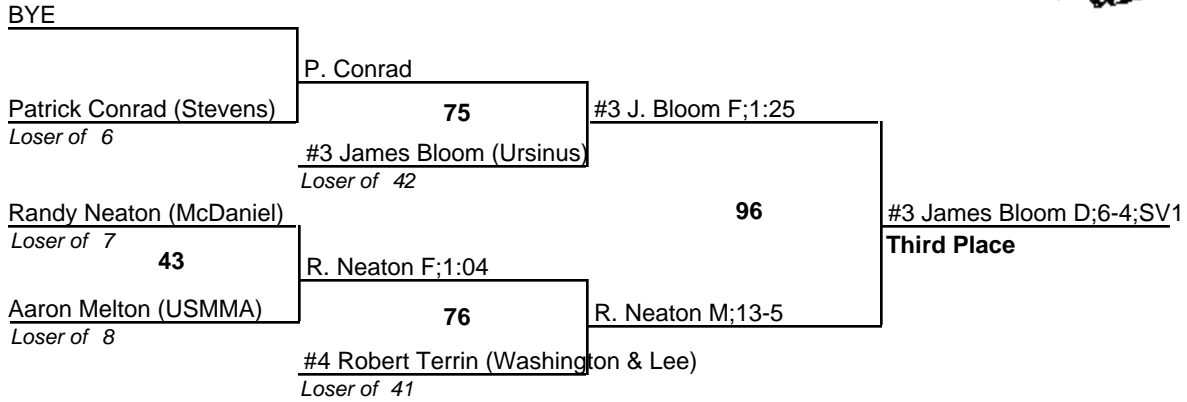 BYE
P. Conrad
Patrick Conrad (Stevens)
75
#3 J. Bloom F;1:25
Loser of 6
#3 James Bloom (Ursinus)
Loser of 42
Randy Neaton (McDaniel)
96
#3 James Bloom D;6-4;SV1
Loser of 7
Third Place
43
R. Neaton F;1:04
Aaron Melton (USMMA)
76
R. Neaton M;13-5
Loser of 8
#4 Robert Terrin (Washington & Lee)
Loser of 41